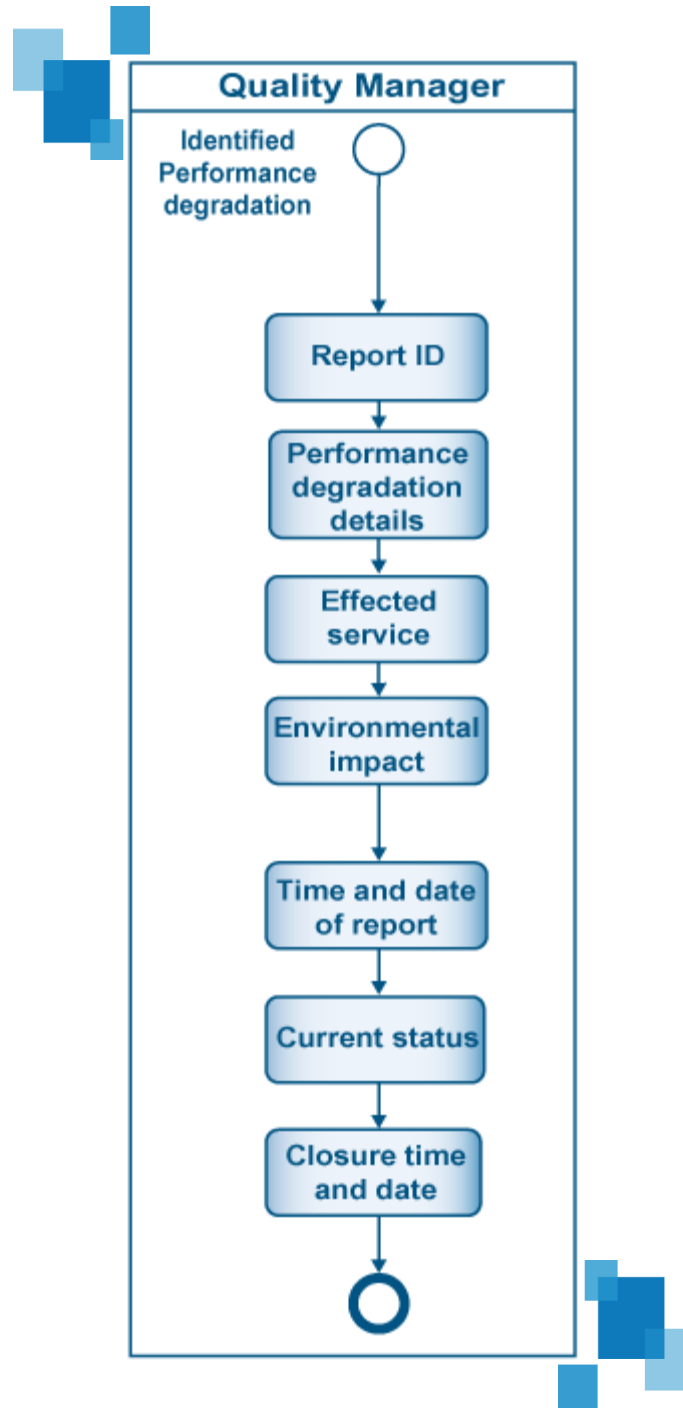 Quality Manager
Identified
Performance
degradation
Report ID
Performance
degradation
details
Effected
service
Environmental
impact
Time and date
of report
Current status
Closure time
and date